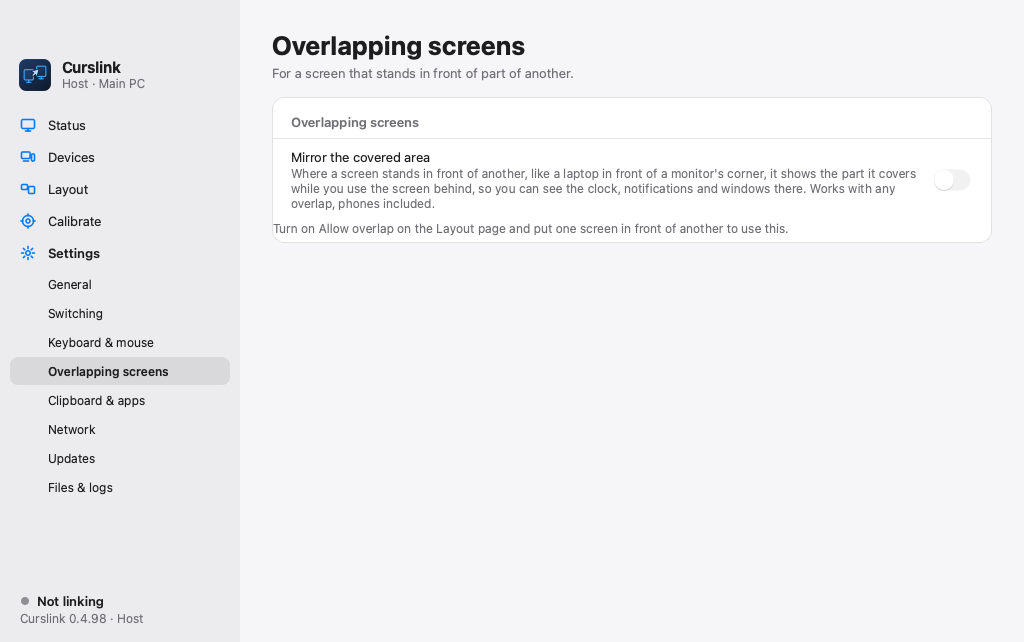 Curslink
Host · Main PC
Status
Devices
Layout
Calibrate
Settings
General
Switching
Keyboard & mouse
Overlapping screens
Clipboard & apps
Network
Updates
Files & logs
Not linking
Curslink 0.4.98 · Host
Overlapping screens
For a screen that stands in front of part of another.
Overlapping screens
Mirror the covered area
Where a screen stands in front of another, like a laptop in front of a monitor's corner, it shows the part it covers
while you use the screen behind, so you can see the clock, notifications and windows there. Works with any
overlap, phones included.
Turn on Allow overlap on the Layout page and put one screen in front of another to use this.